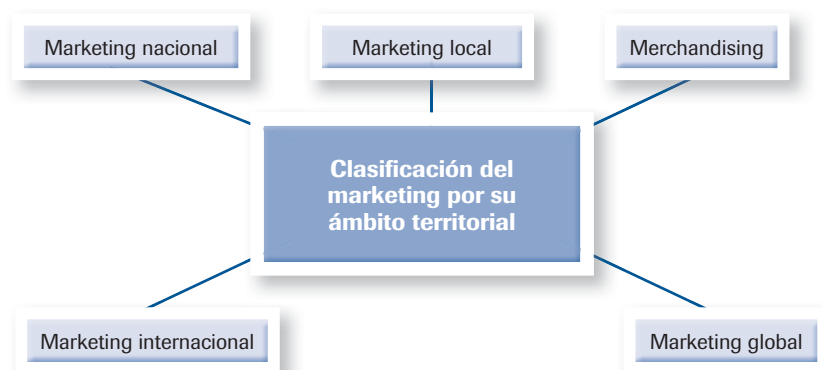 Marketing nacional
Marketing local
Merchandising
Clasificación del
marketing por su
ámbito territorial
Marketing internacional
Marketing global